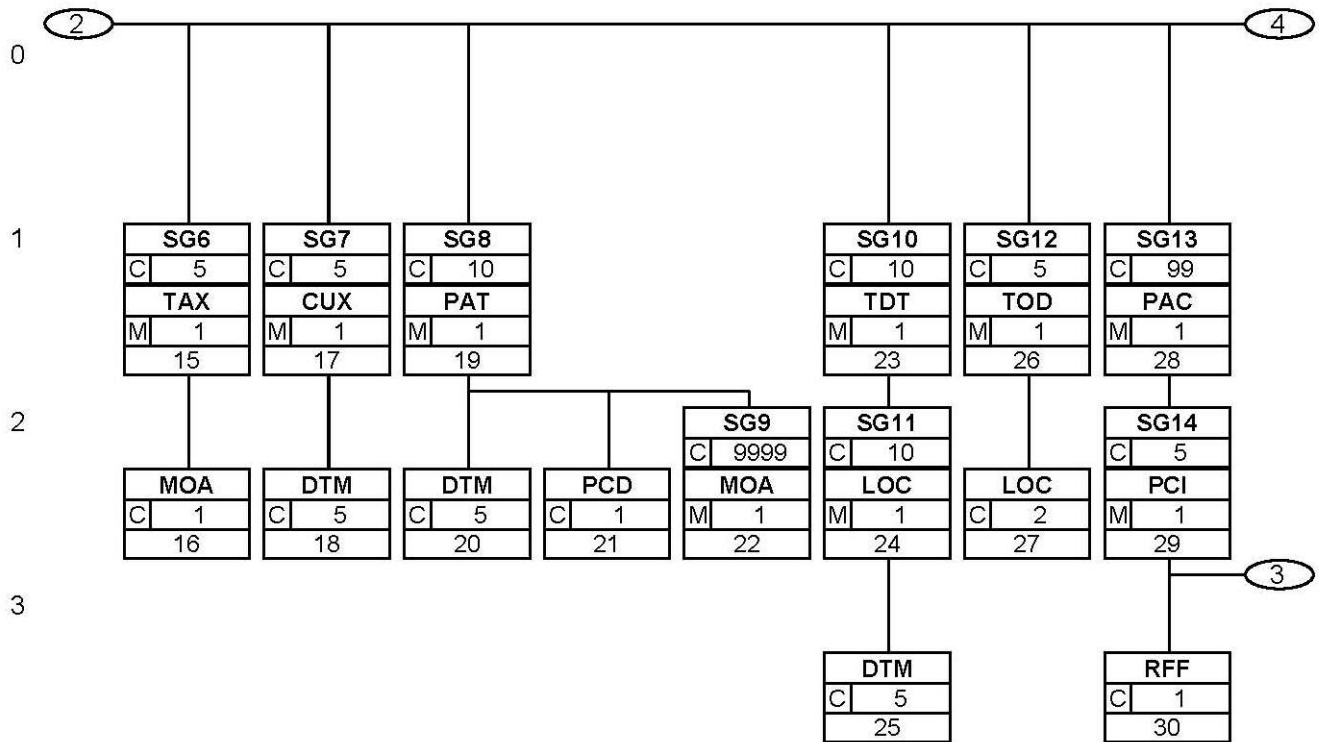 2 4
0
1
SG6 SG7 SG8 SG10 SG12 SG13
C 5 C 5 C 10 C 10 C 5 C 99
TAX CUX PAT TDT TOD PAC
M 1 M 1 M 1 M 1 M 1 M 1
15 17 19 23 26 28
2
SG9 SG11 SG14
C 9999 C 10 C 5
MOA DTM DTM PCD MOA LOC LOC PCI
C 1 C 5 C 5 C 1 M 1 M 1 C 2 M 1
16 18 20 21 22 24 27 29
3
3
DTM RFF
C 5 C 1
25 30